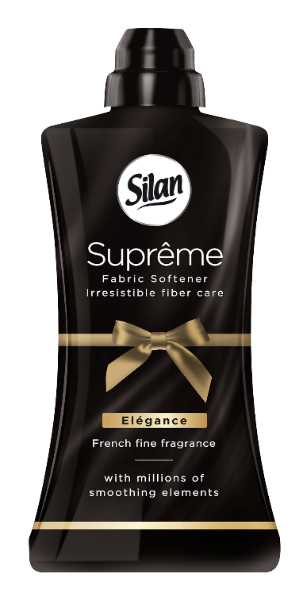 Silan
Suprême
Fabric Softener
Irresistible fiber care
Elégance
French fine fragrance
with millions of
smoothing elements